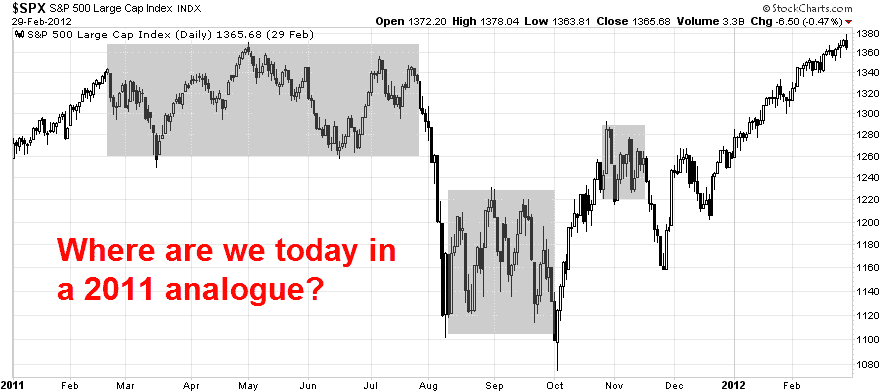 $SPX S&P 500 Large Cap Index INDX
© StockCharts.com
29-Feb-2012
Open 1372.20 High 1378.04 Low 1363.81 Close 1365.68 Volume 3.3B Chg -6.50 (-0.47%)
S&P 500 Large Cap Index (Daily) 1365.68 (29 Feb)
1380
1360
1340
1320
1300
1280
1260
1240
1220
1200
1180
1160
1140
1120
1100
1080
Where are we today in
a 2011 analogue?
2011 Feb Mar Apr May Jun Jul Aug Sep Oct Nov Dec 2012 Feb